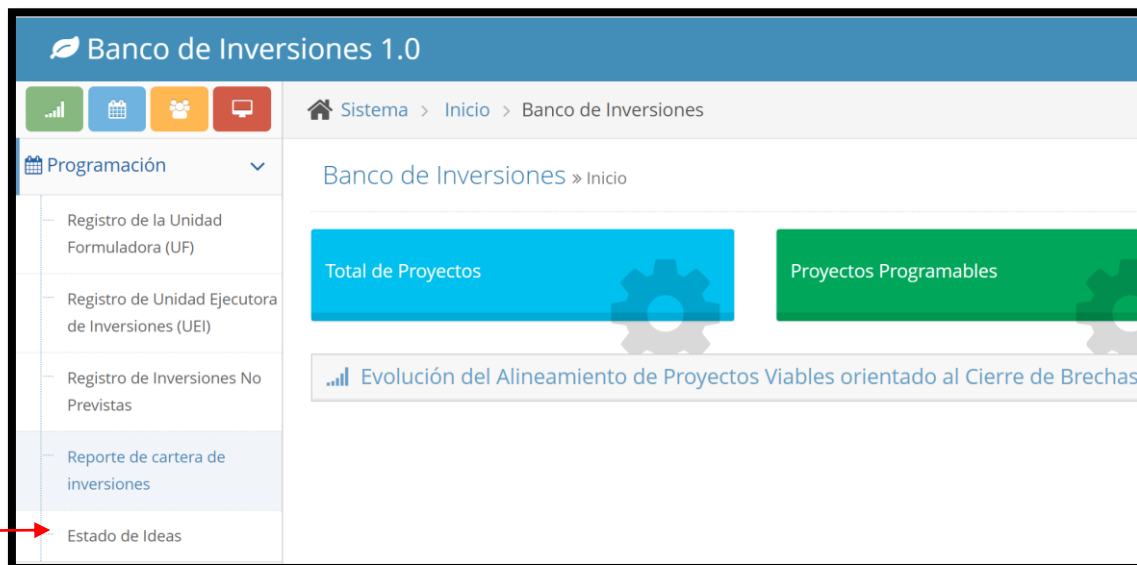 Banco de Inversiones 1.0
Sistema > Inicio > Banco de Inversiones
Programación
Banco de Inversiones » Inicio
Registro de la Unidad
Formuladora (UF)
Registro de Unidad Ejecutora
de Inversiones (UEI)
Registro de Inversiones No
Previstas
Reporte de cartera de
inversiones
Estado de Ideas
Total de Proyectos
Proyectos Programables
Evolución del Alineamiento de Proyectos Viables orientado al Cierre de Brechas